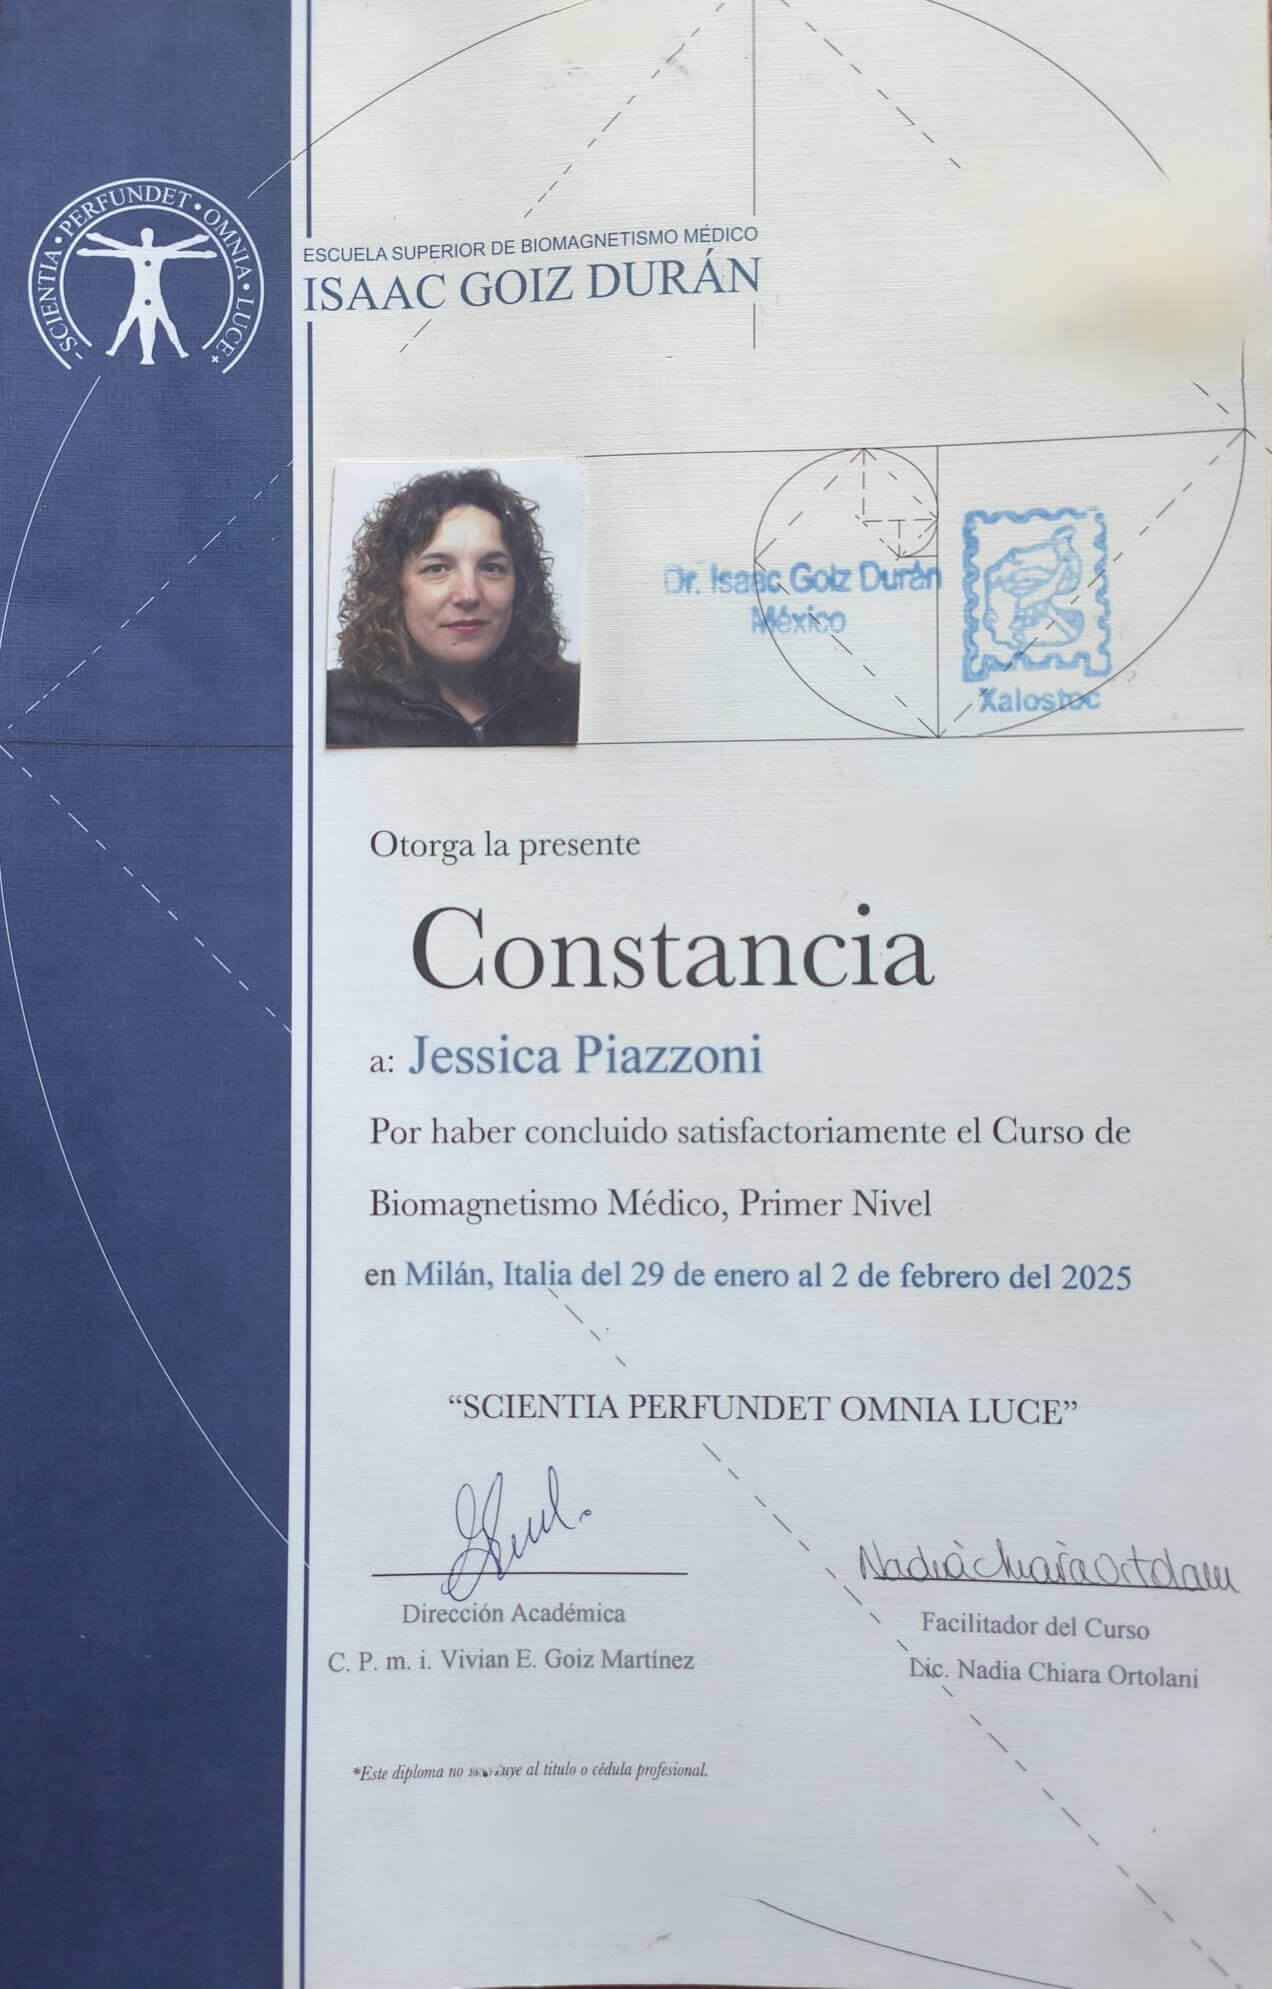 SCIENTIA • PERFUNDET • OMNIA • LUCE
ESCUELA SUPERIOR DE BIOMAGNETISMO MÉDICO
ISAAC GOIZ DURÁN
Dr. Isaac Goiz Durán
México
Xalostoc
Otorga la presente
Constancia
a: Jessica Piazzoni
Por haber concluido satisfactoriamente el Curso de
Biomagnetismo Médico, Primer Nivel
en Milán, Italia del 29 de enero al 2 de febrero del 2025
“SCIENTIA PERFUNDET OMNIA LUCE”
Nadia Chiara Ortolani
Dirección Académica
Facilitador del Curso
C. P. m. i. Vivian E. Goiz Martínez
Lic. Nadia Chiara Ortolani
*Este diploma no al titulo o cédula profesional.